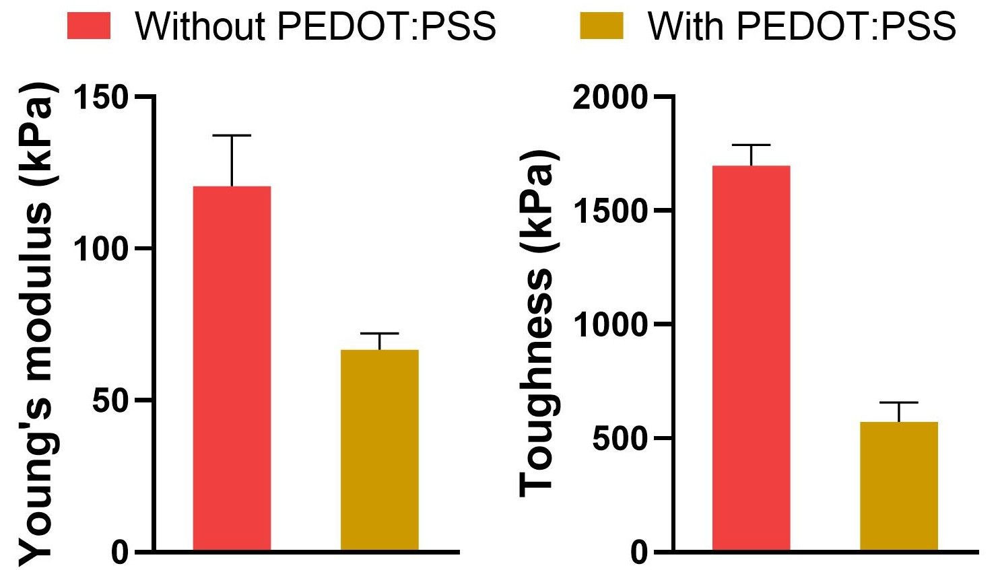 Without PEDOT:PSS
With PEDOT:PSS
Young's modulus (kPa)
150
100
50
0
Toughness (kPa)
2000
1500
1000
500
0